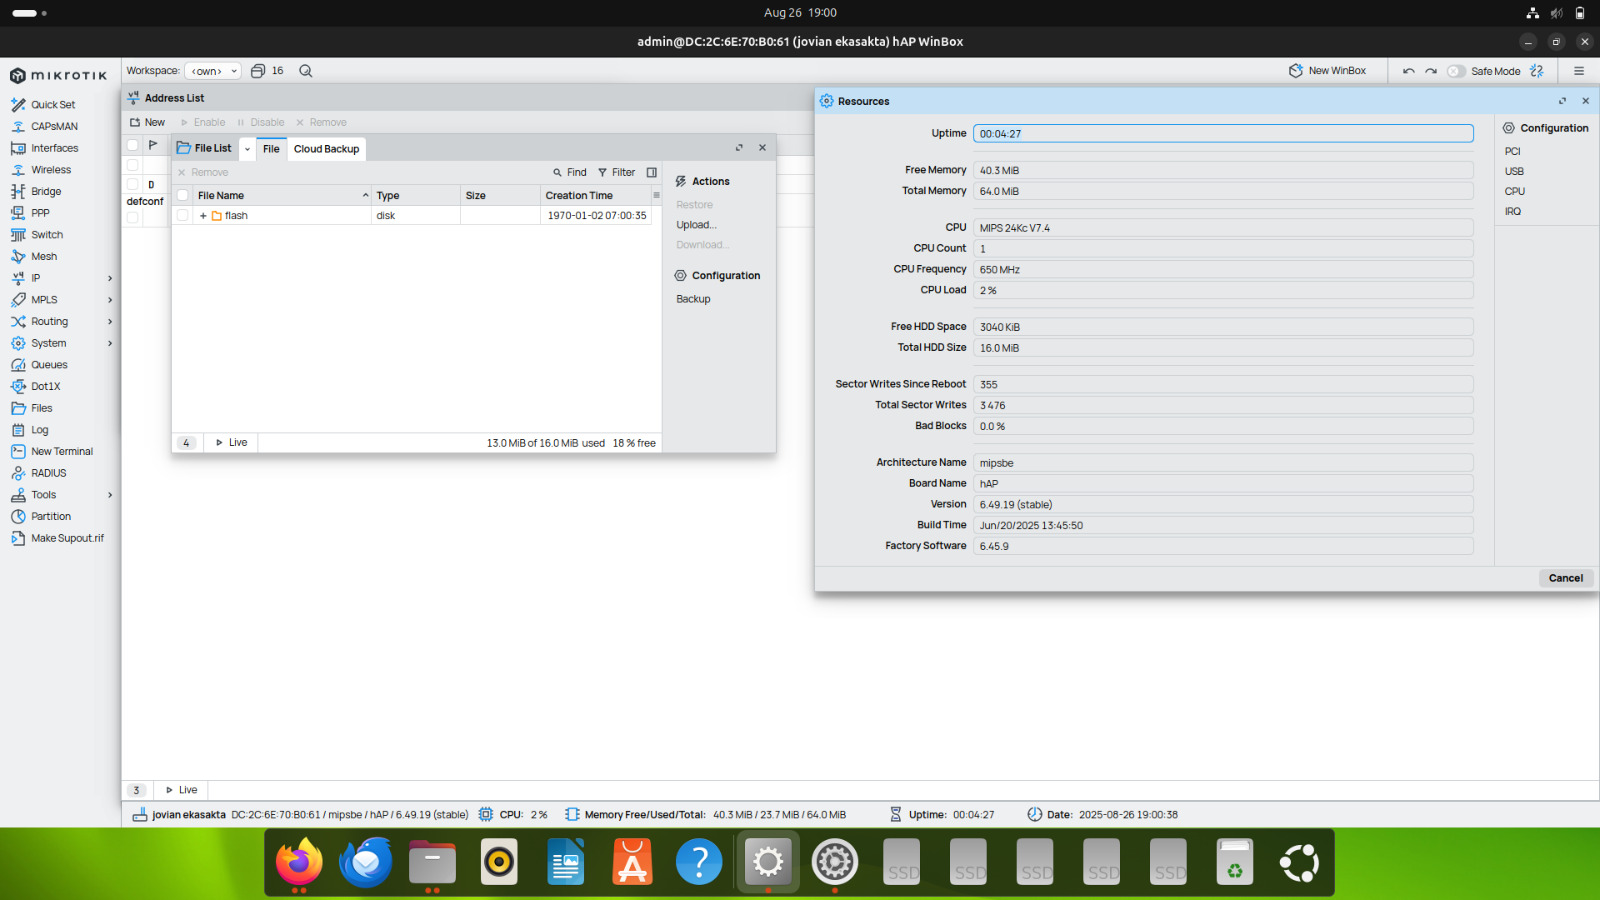 Aug 26 19:00
admin@DC:2C:6E:70:B0:61 (jovian ekasakta) hAP WinBox
MIKROTIK
Workspace: <own> 16
New WinBox
Safe Mode
Quick Set
CAPsMAN
Interfaces
Wireless
Bridge
PPP
Switch
Mesh
IP
MPLS
Routing
System
Queues
Dot1X
Files
Log
New Terminal
RADIUS
Tools
Partition
Make Supout.rif
Address List
New Enable Disable Remove
D
defconf
File List File Cloud Backup
Remove Find Filter
File Name Type Size Creation Time
+ flash disk 1970-01-02 07:00:35
4 Live 13.0 MiB of 16.0 MiB used 18 % free
Actions
Restore
Upload...
Download...
Configuration
Backup
Resources
Uptime 00:04:27
Free Memory 40.3 MiB
Total Memory 64.0 MiB
CPU MIPS 24Kc V7.4
CPU Count 1
CPU Frequency 650 MHz
CPU Load 2 %
Free HDD Space 3040 KiB
Total HDD Size 16.0 MiB
Sector Writes Since Reboot 355
Total Sector Writes 3 476
Bad Blocks 0.0 %
Architecture Name mipsbe
Board Name hAP
Version 6.49.19 (stable)
Build Time Jun/20/2025 13:45:50
Factory Software 6.45.9
Configuration
PCI
USB
CPU
IRQ
Cancel
3 Live
jovian ekasakta DC:2C:6E:70:B0:61 / mipsbe / hAP / 6.49.19 (stable) CPU: 2 % Memory Free/Used/Total: 40.3 MiB / 23.7 MiB / 64.0 MiB Uptime: 00:04:27 Date: 2025-08-26 19:00:38
SSD SSD SSD SSD SSD